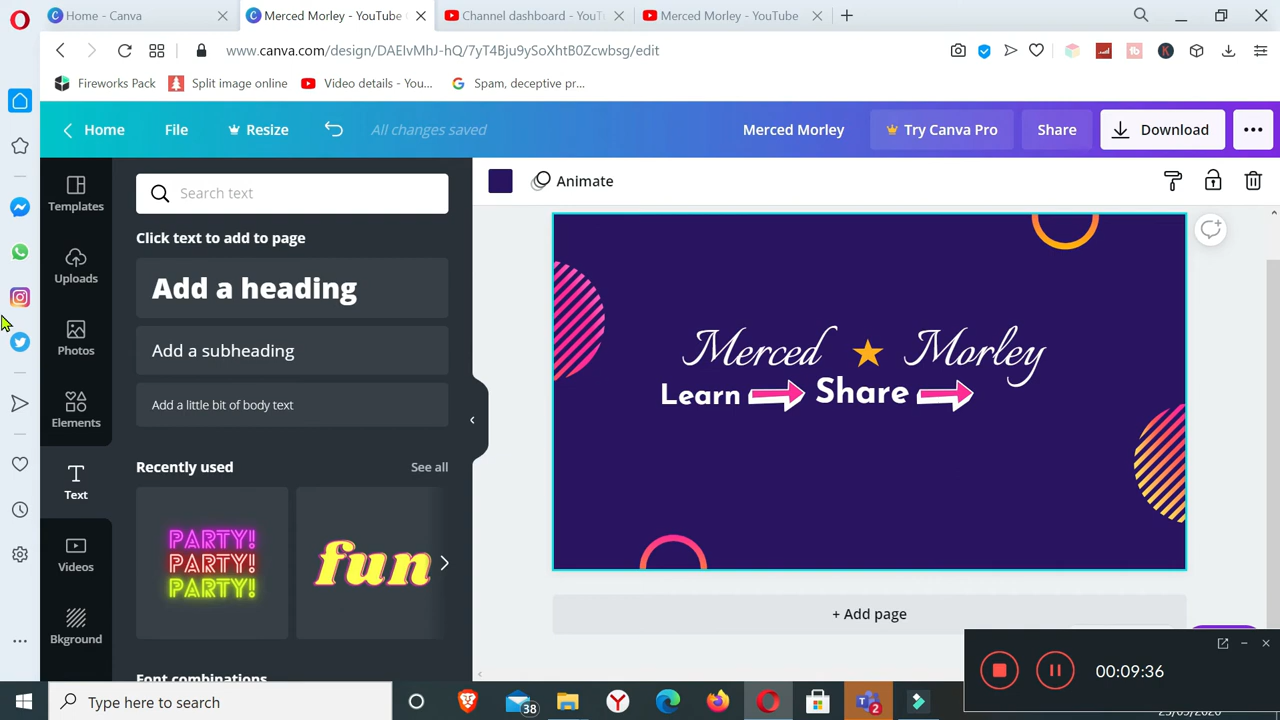 Home - Canva
Merced Morley - YouTube
Channel dashboard - YouT
Merced Morley - YouTube
www.canva.com/design/DAEIvMhJ-hQ/7yT4Bju9ySoXhtB0Zcwbsg/edit
Fireworks Pack
Split image online
Video details - You...
Spam, deceptive pr...
Home
File
Resize
All changes saved
Merced Morley
Try Canva Pro
Share
Download
Templates
Uploads
Photos
Elements
Text
Videos
Bkground
Search text
Click text to add to page
Add a heading
Add a subheading
Add a little bit of body text
Recently used
See all
PARTY!
PARTY!
PARTY!
fun
Font combinations
Animate
Merced Morley
Learn Share
+ Add page
00:09:36
Type here to search
38
2